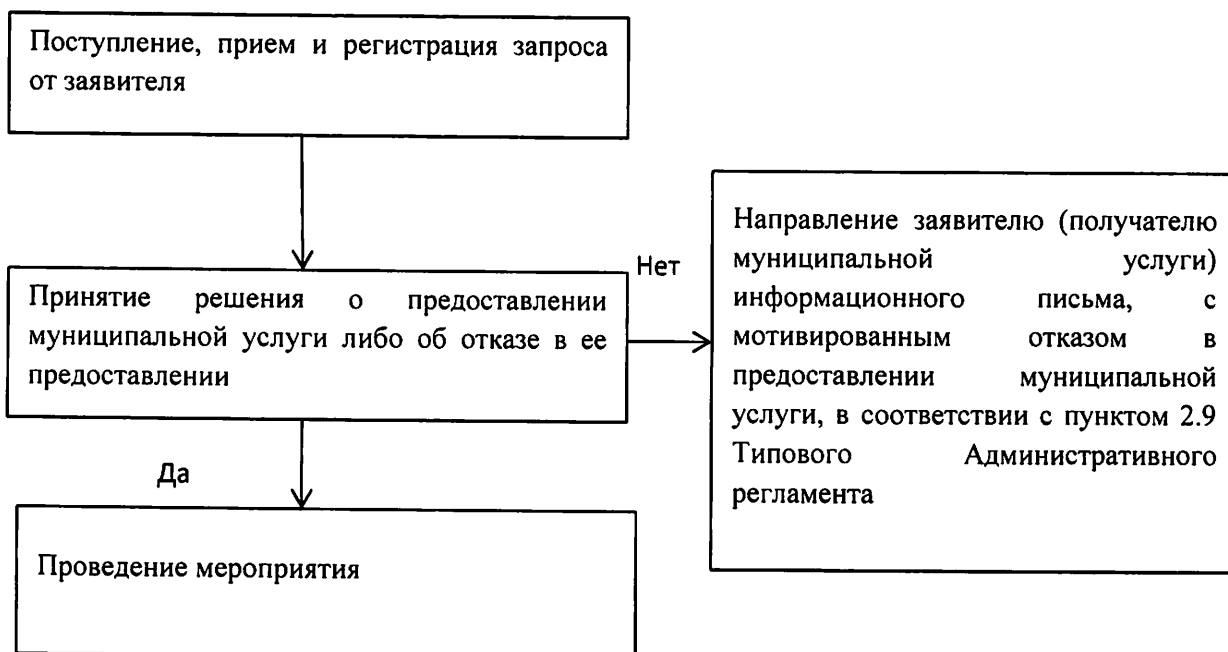 Поступление, прием и регистрация запроса
от заявителя
Принятие решения о предоставлении
муниципальной услуги либо об отказе в ее
предоставлении
Нет
Направление заявителю (получателю
муниципальной услуги)
информационного письма, с
мотивированным отказом в
предоставлении муниципальной
услуги, в соответствии с пунктом 2.9
Типового Административного
регламента
Да
Проведение мероприятия